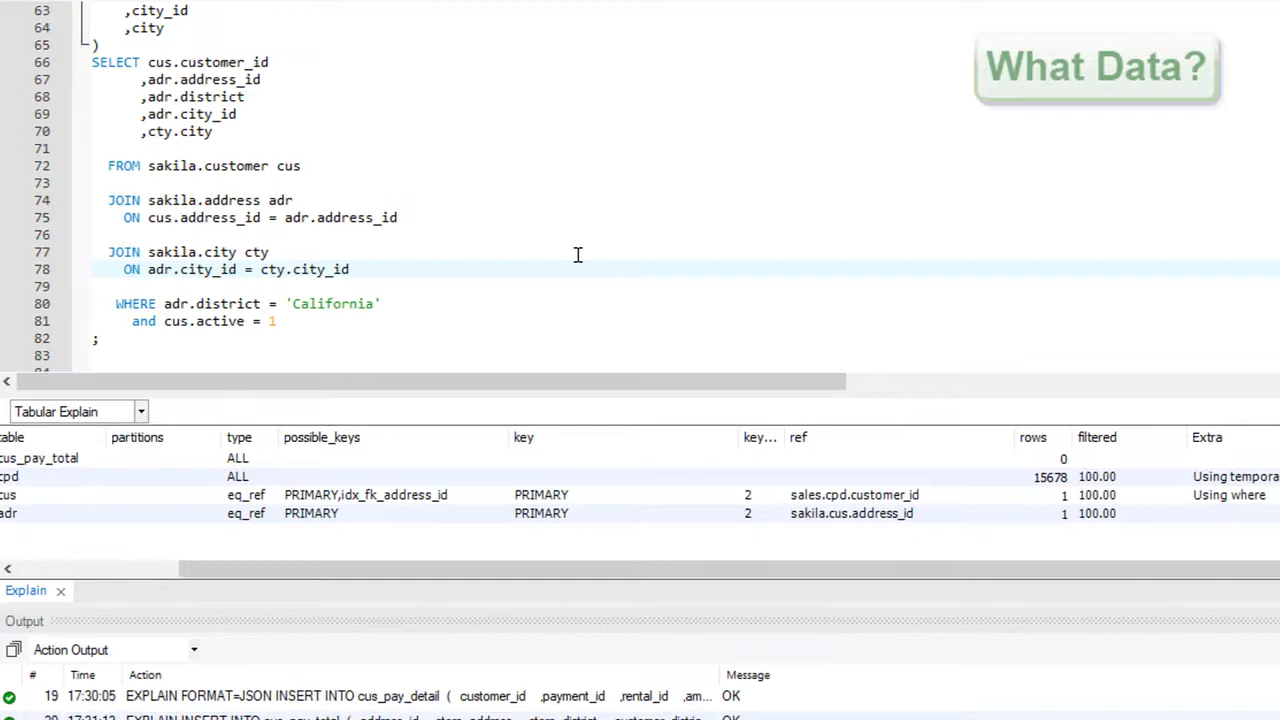 63 ,city_id
64 ,city
65 )
66 SELECT cus.customer_id
67 ,adr.address_id
68 ,adr.district
69 ,adr.city_id
70 ,cty.city
71
72 FROM sakila.customer cus
73
74 JOIN sakila.address adr
75 ON cus.address_id = adr.address_id
76
77 JOIN sakila.city cty
78 ON adr.city_id = cty.city_id
79
80 WHERE adr.district = 'California'
81 and cus.active = 1
82 ;
83
What Data?
Tabular Explain
table partitions type possible_keys key key... ref rows filtered Extra
cus_pay_total ALL 0
cpd ALL 15678 100.00 Using tempora
cus eq_ref PRIMARY,idx_fk_address_id PRIMARY 2 sales.cpd.customer_id 1 100.00 Using where
adr eq_ref PRIMARY PRIMARY 2 sakila.cus.address_id 1 100.00
Explain
Output
Action Output
# Time Action Message
19 17:30:05 EXPLAIN FORMAT=JSON INSERT INTO cus_pay_detail ( customer_id ,payment_id ,rental_id ,am... OK